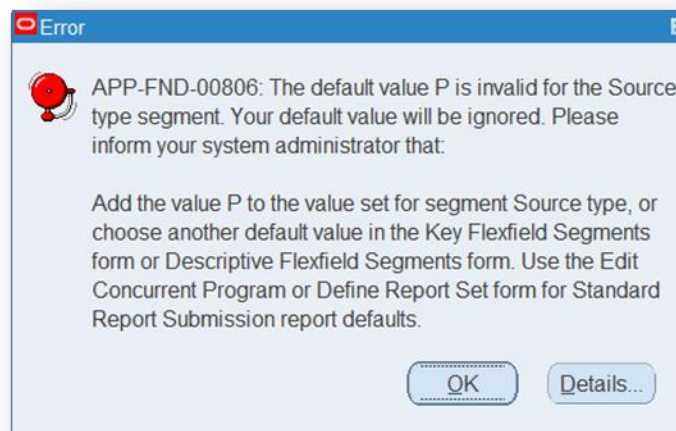 Error
APP-FND-00806: The default value P is invalid for the Source
type segment. Your default value will be ignored. Please
inform your system administrator that:
Add the value P to the value set for segment Source type, or
choose another default value in the Key Flexfield Segments
form or Descriptive Flexfield Segments form. Use the Edit
Concurrent Program or Define Report Set form for Standard
Report Submission report defaults.
OK
Details...